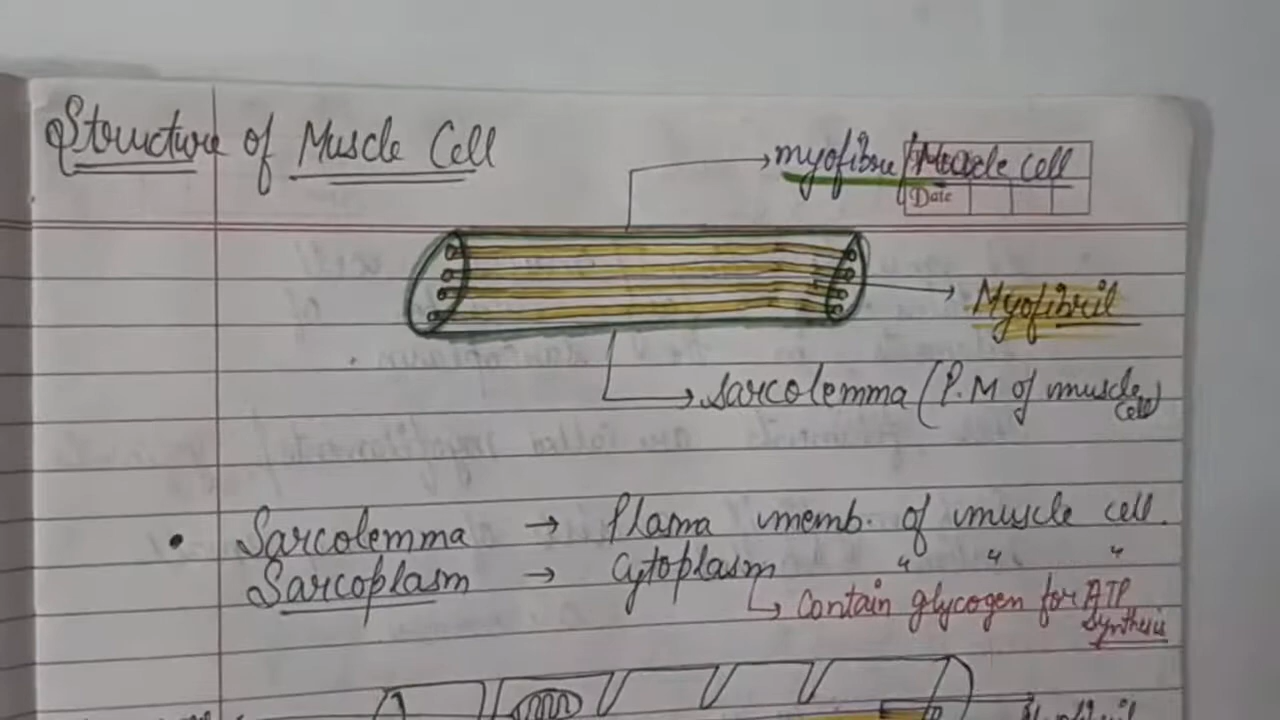 Structure of Muscle Cell
myofibre/Muscle cell
Date
Myofibril
Sarcolemma (P.M of muscle cell)
• Sarcolemma → Plasma memb. of muscle cell.
Sarcoplasm → Cytoplasm " " "
↳ Contain glycogen for ATP Synthesis